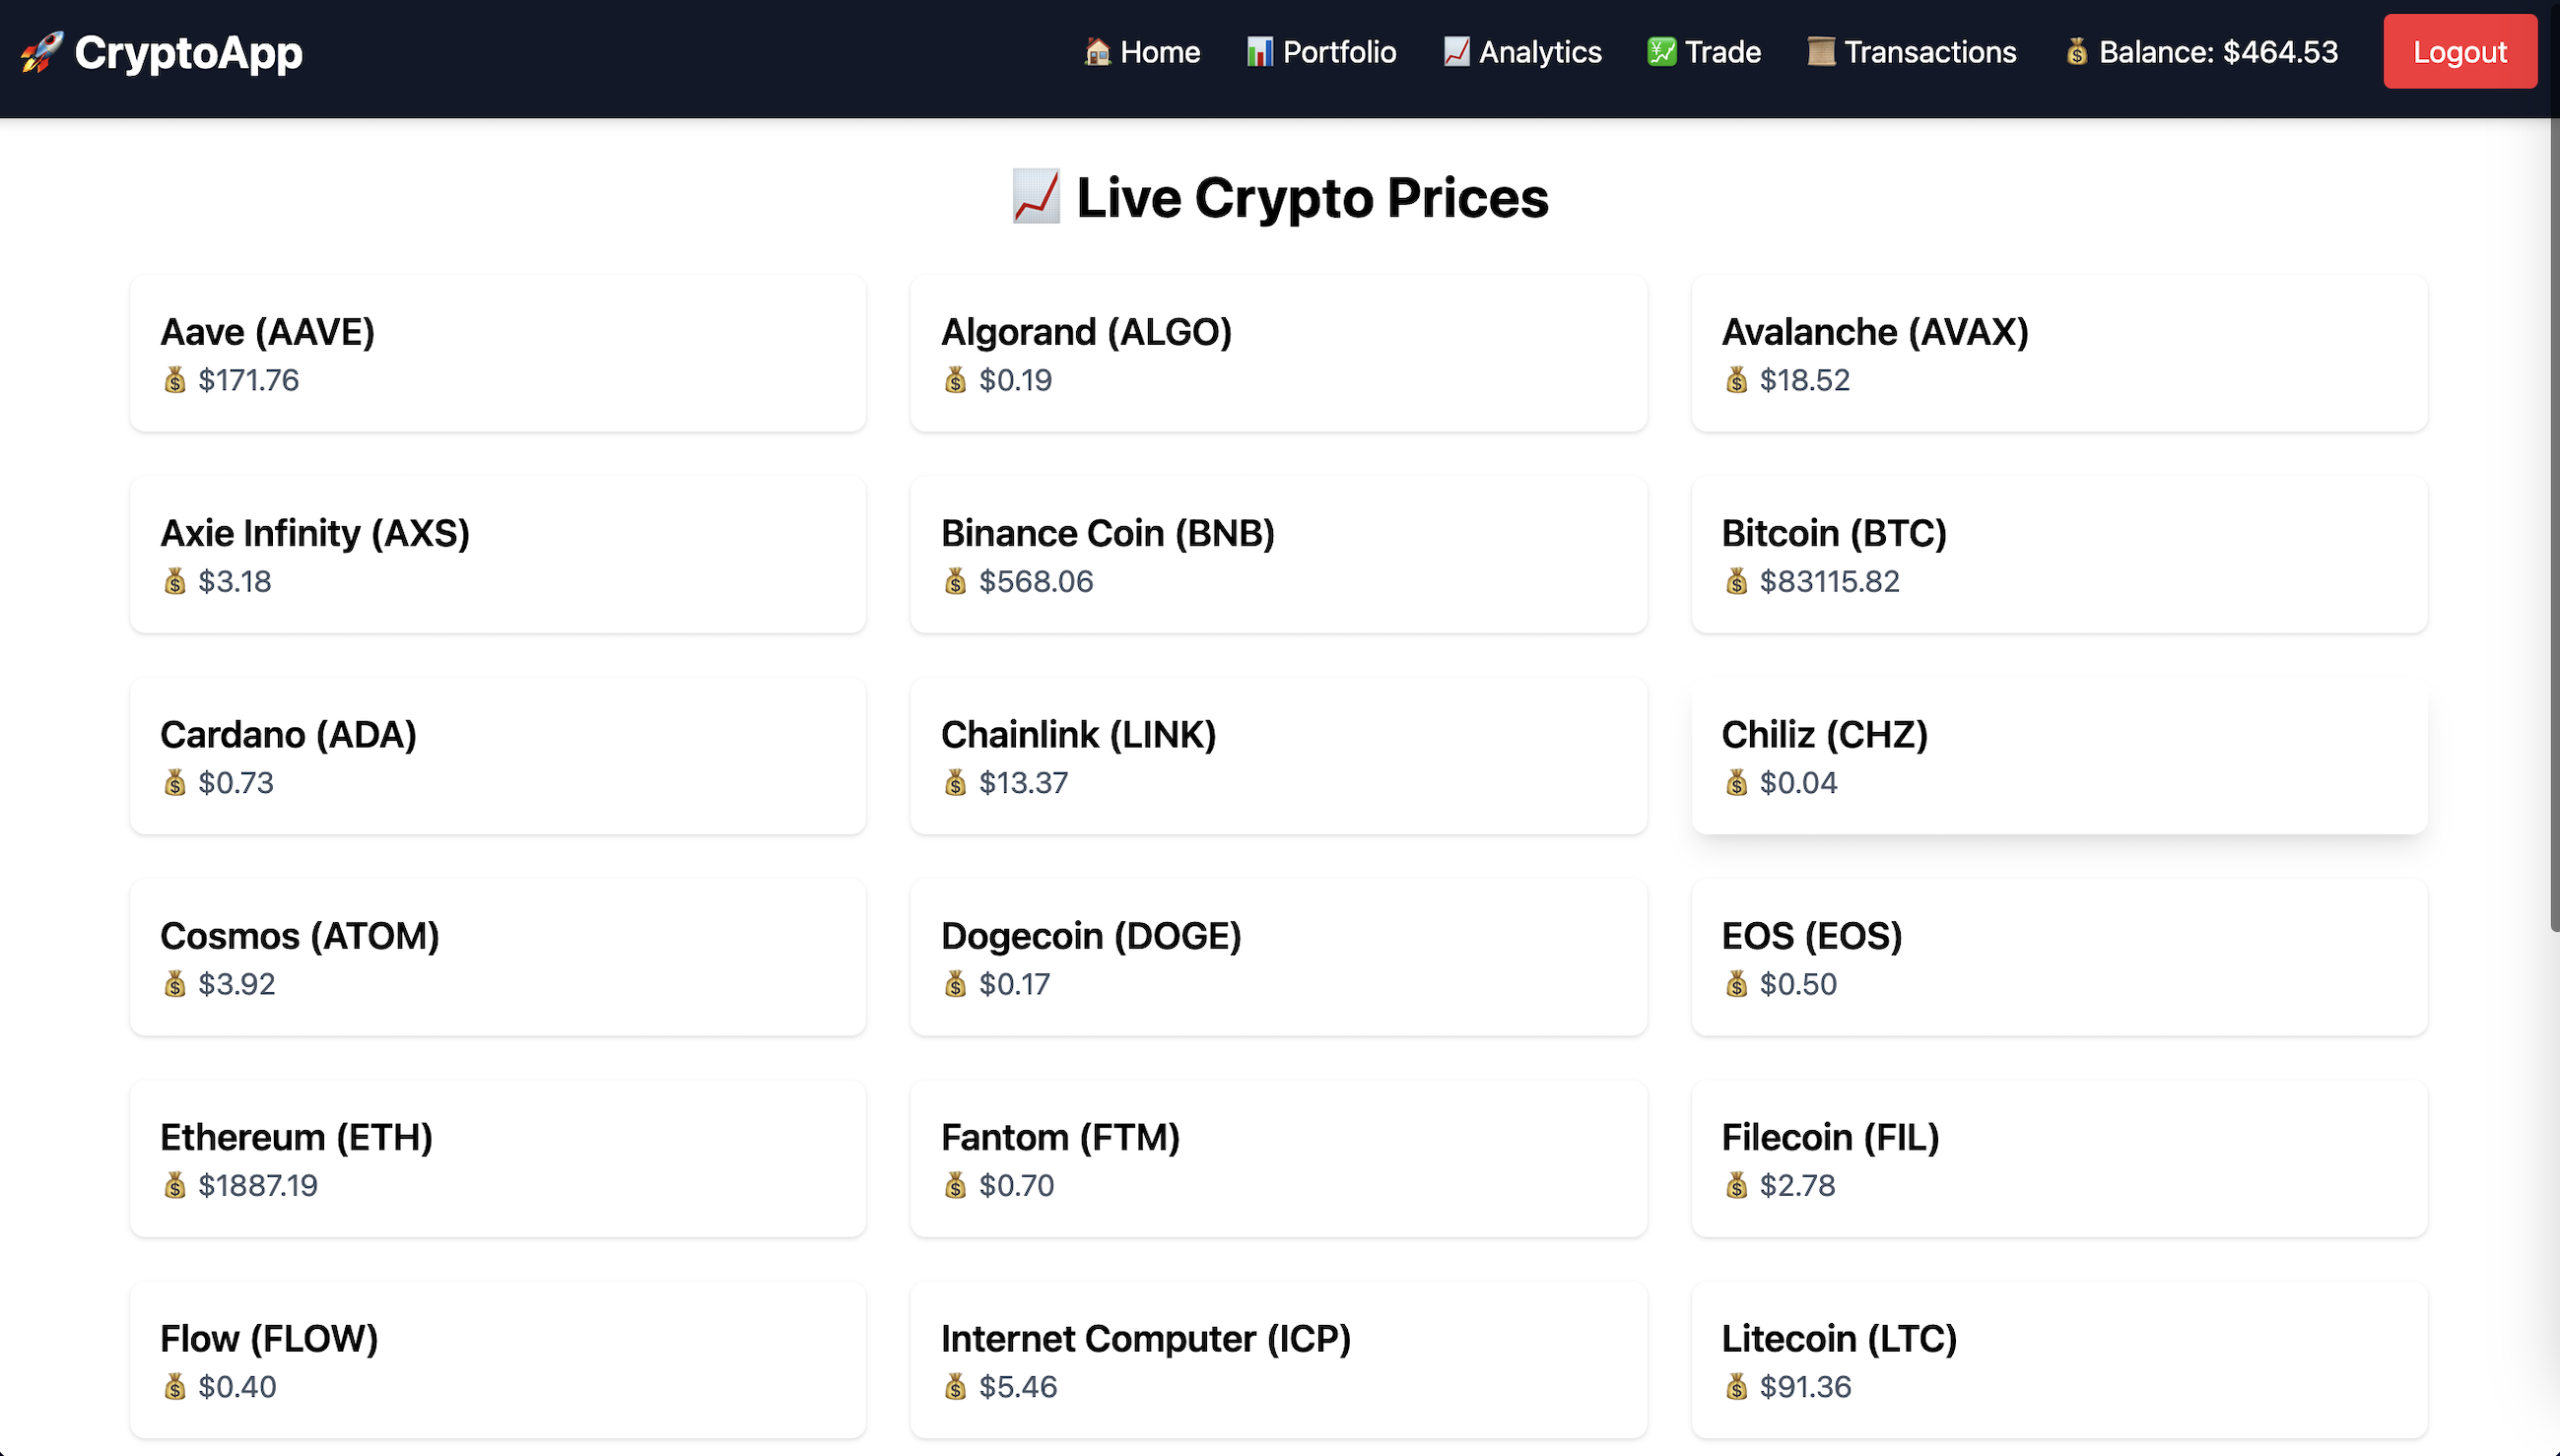 🚀 CryptoApp
🏠 Home 📊 Portfolio 📈 Analytics 💹 Trade 📜 Transactions 💰 Balance: $464.53 Logout
📈 Live Crypto Prices
Aave (AAVE)
💰 $171.76
Algorand (ALGO)
💰 $0.19
Avalanche (AVAX)
💰 $18.52
Axie Infinity (AXS)
💰 $3.18
Binance Coin (BNB)
💰 $568.06
Bitcoin (BTC)
💰 $83115.82
Cardano (ADA)
💰 $0.73
Chainlink (LINK)
💰 $13.37
Chiliz (CHZ)
💰 $0.04
Cosmos (ATOM)
💰 $3.92
Dogecoin (DOGE)
💰 $0.17
EOS (EOS)
💰 $0.50
Ethereum (ETH)
💰 $1887.19
Fantom (FTM)
💰 $0.70
Filecoin (FIL)
💰 $2.78
Flow (FLOW)
💰 $0.40
Internet Computer (ICP)
💰 $5.46
Litecoin (LTC)
💰 $91.36